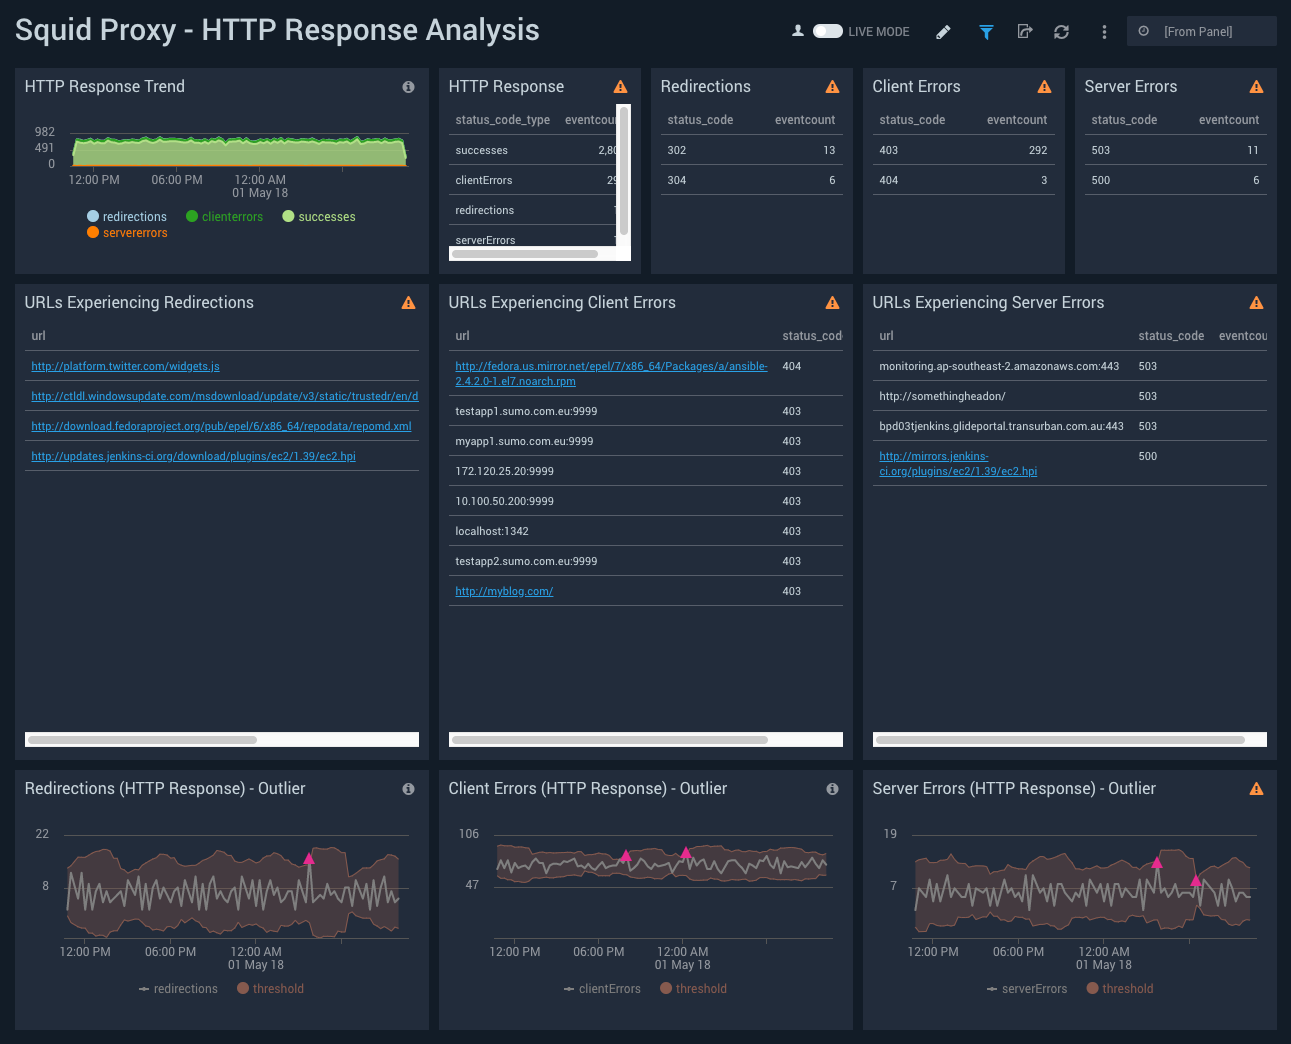 Squid Proxy - HTTP Response Analysis
LIVE MODE
[From Panel]
HTTP Response Trend
982
491
0
12:00 PM 06:00 PM 12:00 AM
01 May 18
redirections clienterrors successes
servererrors
HTTP Response
status_code_type eventcou
successes 2,80
clientErrors 29
redirections
serverErrors
Redirections
status_code eventcount
302 13
304 6
Client Errors
status_code eventcount
403 292
404 3
Server Errors
status_code eventcount
503 11
500 6
URLs Experiencing Redirections
url
http://platform.twitter.com/widgets.js
http://ctldl.windowsupdate.com/msdownload/update/v3/static/trustedr/en/d
http://download.fedoraproject.org/pub/epel/6/x86_64/repodata/repomd.xml
http://updates.jenkins-ci.org/download/plugins/ec2/1.39/ec2.hpi
URLs Experiencing Client Errors
url status_cod
http://fedora.us.mirror.net/epel/7/x86_64/Packages/a/ansible- 404
2.4.2.0-1.el7.noarch.rpm
testapp1.sumo.com.eu:9999 403
myapp1.sumo.com.eu:9999 403
172.120.25.20:9999 403
10.100.50.200:9999 403
localhost:1342 403
testapp2.sumo.com.eu:9999 403
http://myblog.com/ 403
URLs Experiencing Server Errors
url status_code eventcou
monitoring.ap-southeast-2.amazonaws.com:443 503
http://somethingheadon/ 503
bpd03tjenkins.glideportal.transurban.com.au:443 503
http://mirrors.jenkins- 500
ci.org/plugins/ec2/1.39/ec2.hpi
Redirections (HTTP Response) - Outlier
22
8
12:00 PM 06:00 PM 12:00 AM
01 May 18
redirections threshold
Client Errors (HTTP Response) - Outlier
106
47
12:00 PM 06:00 PM 12:00 AM
01 May 18
clientErrors threshold
Server Errors (HTTP Response) - Outlier
19
7
12:00 PM 06:00 PM 12:00 AM
01 May 18
serverErrors threshold